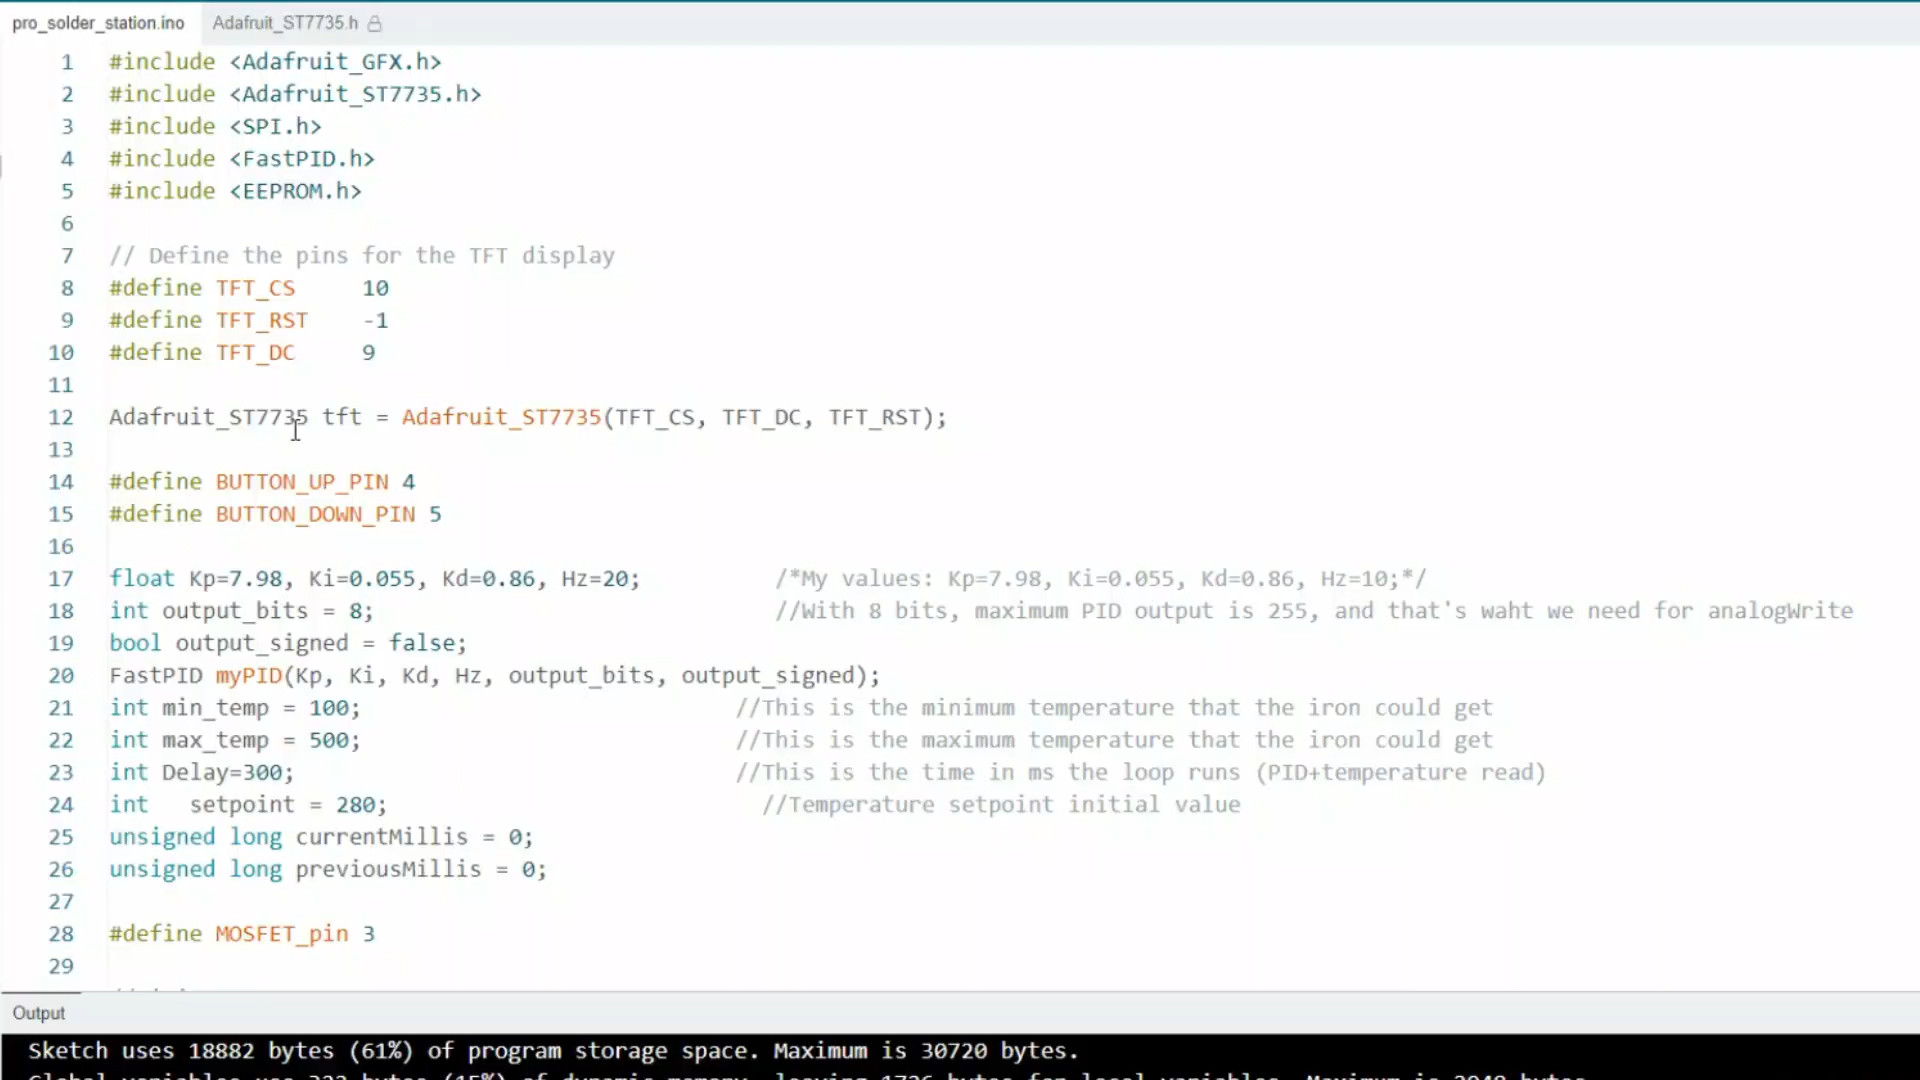 pro_solder_station.ino Adafruit_ST7735.h
1 #include <Adafruit_GFX.h>
2 #include <Adafruit_ST7735.h>
3 #include <SPI.h>
4 #include <FastPID.h>
5 #include <EEPROM.h>
6
7 // Define the pins for the TFT display
8 #define TFT_CS 10
9 #define TFT_RST -1
10 #define TFT_DC 9
11
12 Adafruit_ST7735 tft = Adafruit_ST7735(TFT_CS, TFT_DC, TFT_RST);
13
14 #define BUTTON_UP_PIN 4
15 #define BUTTON_DOWN_PIN 5
16
17 float Kp=7.98, Ki=0.055, Kd=0.86, Hz=20; /*My values: Kp=7.98, Ki=0.055, Kd=0.86, Hz=10;*/
18 int output_bits = 8; //With 8 bits, maximum PID output is 255, and that's waht we need for analogWrite
19 bool output_signed = false;
20 FastPID myPID(Kp, Ki, Kd, Hz, output_bits, output_signed);
21 int min_temp = 100; //This is the minimum temperature that the iron could get
22 int max_temp = 500; //This is the maximum temperature that the iron could get
23 int Delay=300; //This is the time in ms the loop runs (PID+temperature read)
24 int setpoint = 280; //Temperature setpoint initial value
25 unsigned long currentMillis = 0;
26 unsigned long previousMillis = 0;
27
28 #define MOSFET_pin 3
29
Output
Sketch uses 18882 bytes (61%) of program storage space. Maximum is 30720 bytes.